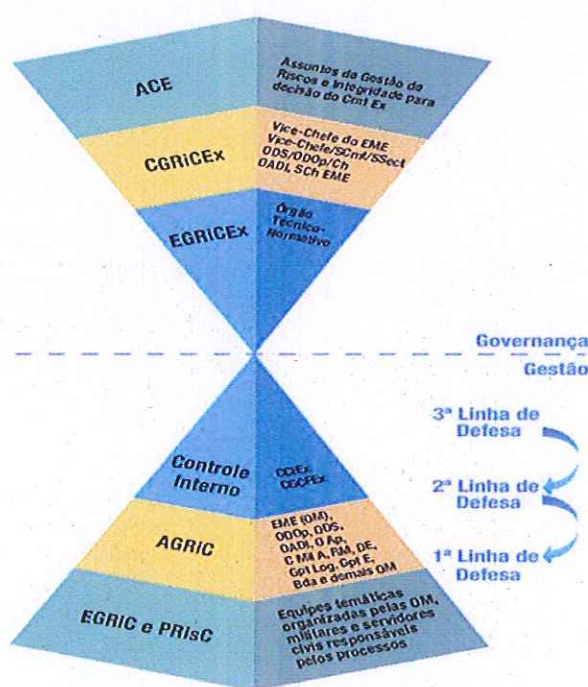 ACE
Assuntos da Gestão de
Riscos e Integridade para
decisão do Cmt Ex
CGRiCEx
Vice-Chefe do EME
Vice-Chefe/SCmt/SSect
ODS/ODOp/Ch
OADI, SCh EME
EGRICEx
Órgão
Técnico-
Normativo
Governança
Gestão
Controle
Interno
CCIEx
CGCFEx
3ª Linha de
Defesa
2ª Linha de
Defesa
1ª Linha de
Defesa
AGRIC
EME (OM),
ODOp, ODS,
OADI, O Ap,
C Mil A, RM, DE,
Gpt Log, Gpt E,
Bda e demais OM
EGRIC e PRisC
Equipes temáticas
organizadas pelas OM,
militares e servidores
civis responsáveis
pelos processos